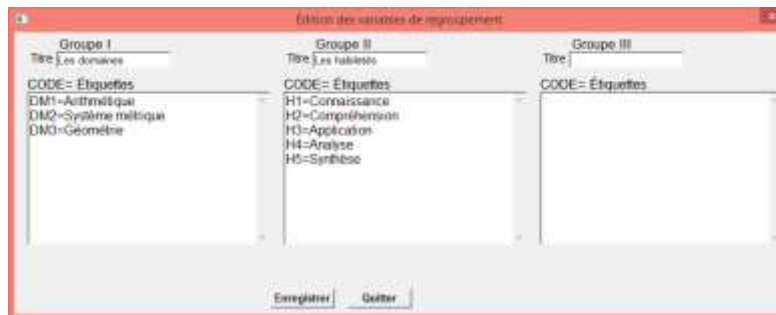 Édition des variables de regroupement
Groupe I
Titre Les domaines
CODE= Étiquettes
DM1=Arithmétique
DM2=Système métrique
DM3=Géométrie
Groupe II
Titre Les habiletés
CODE= Étiquettes
H1=Connaissance
H2=Compréhension
H3=Application
H4=Analyse
H5=Synthèse
Groupe III
Titre
CODE= Étiquettes
Enregistrer
Quitter